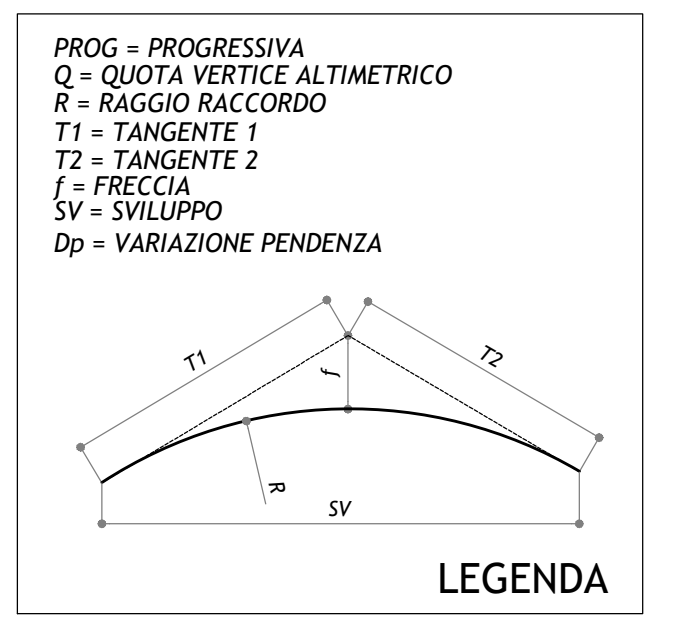 PROG = PROGRESSIVA
Q = QUOTA VERTICE ALTIMETRICO
R = RAGGIO RACCORDO
T1 = TANGENTE 1
T2 = TANGENTE 2
f = FRECCIA
SV = SVILUPPO
Dp = VARIAZIONE PENDENZA
T1
T2
f
R
SV
LEGENDA